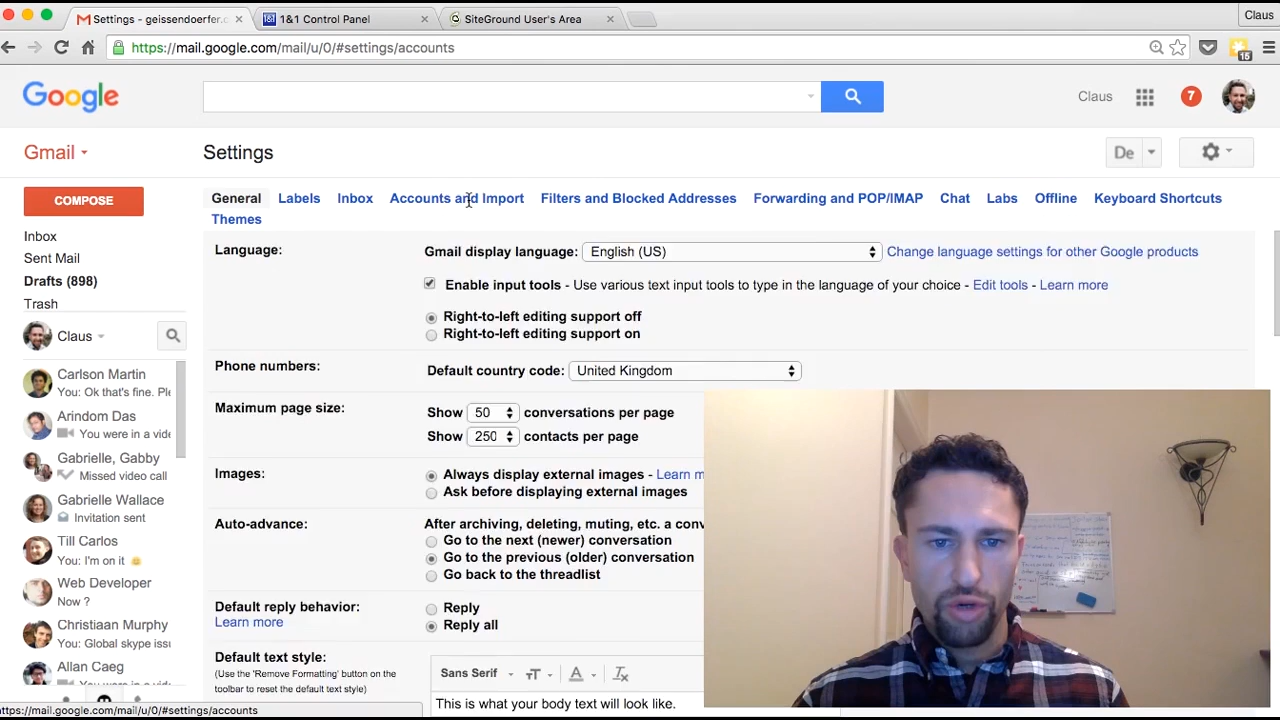 Settings - geissendoerfer.c
1&1 Control Panel
SiteGround User's Area
Claus
https://mail.google.com/mail/u/0/#settings/accounts
15
Google
Claus
7
Gmail
Settings
De
COMPOSE
General Labels Inbox Accounts and Import Filters and Blocked Addresses Forwarding and POP/IMAP Chat Labs Offline Keyboard Shortcuts
Themes
Inbox
Sent Mail
Drafts (898)
Trash
Claus
Carlson Martin
You: Ok that's fine. Ple
Arindom Das
You were in a vide
Gabrielle, Gabby
Missed video call
Gabrielle Wallace
Invitation sent
Till Carlos
You: I'm on it
Web Developer
Now ?
Christiaan Murphy
You: Global skype issu
Allan Caeg
You were in a vide
Language:
Gmail display language: English (US) Change language settings for other Google products
Enable input tools - Use various text input tools to type in the language of your choice - Edit tools - Learn more
Right-to-left editing support off
Right-to-left editing support on
Phone numbers:
Default country code: United Kingdom
Maximum page size:
Show 50 conversations per page
Show 250 contacts per page
Images:
Always display external images - Learn m
Ask before displaying external images
Auto-advance:
After archiving, deleting, muting, etc. a conv
Go to the next (newer) conversation
Go to the previous (older) conversation
Go back to the threadlist
Default reply behavior:
Learn more
Reply
Reply all
Default text style:
(Use the 'Remove Formatting' button on
the toolbar to reset the default text style)
Sans Serif
This is what your body text will look like.
https://mail.google.com/mail/u/0/#settings/accounts